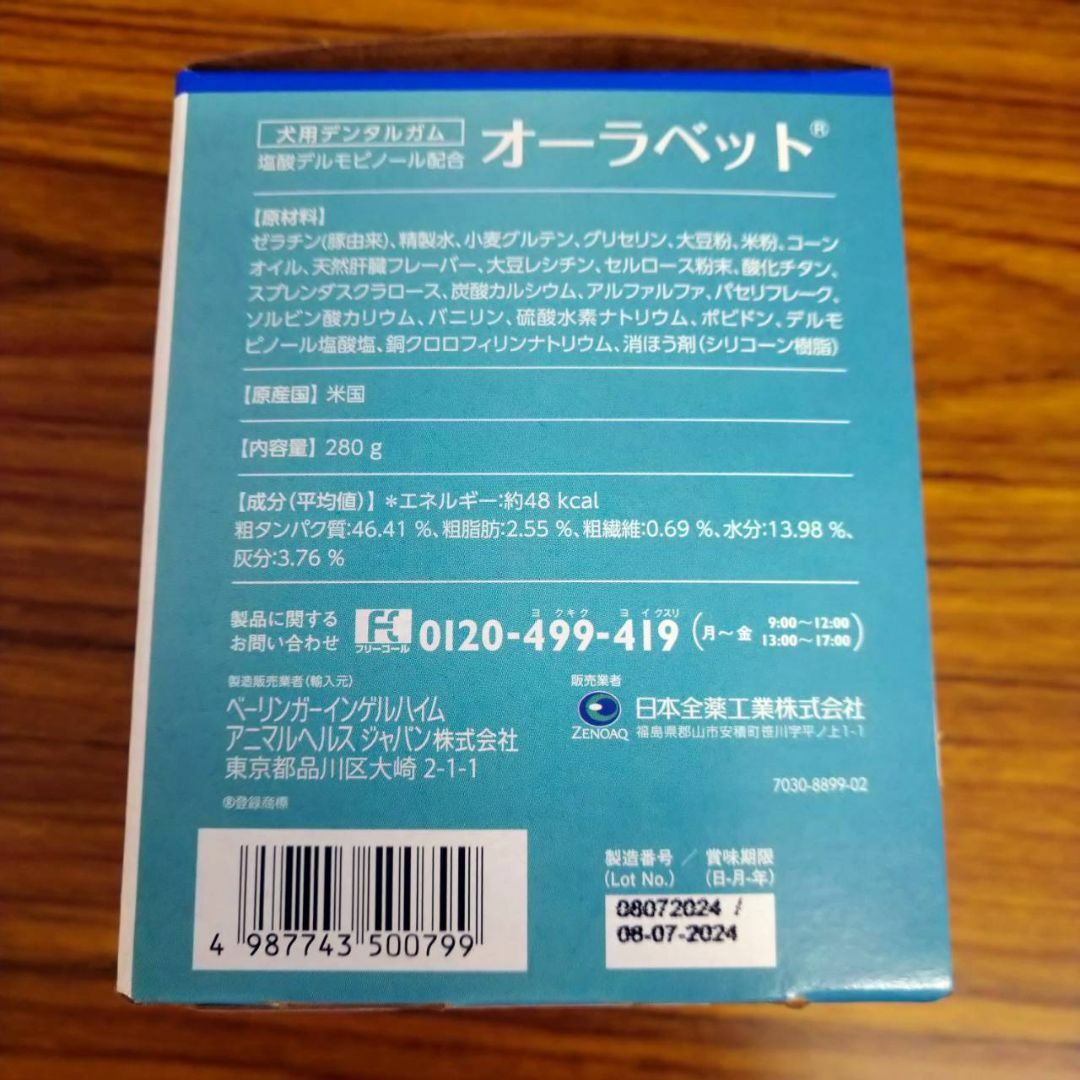 犬用デンタルガム
塩酸デルモピノール配合
オーラベット®
【原材料】
ゼラチン(豚由来)、精製水、小麦グルテン、グリセリン、大豆粉、米粉、コーン
オイル、天然肝臓フレーバー、大豆レシチン、セルロース粉末、酸化チタン、
スプレンダスクラロース、炭酸カルシウム、アルファルファ、パセリフレーク、
ソルビン酸カリウム、バニリン、硫酸水素ナトリウム、ポビドン、デルモ
ピノール塩酸塩、銅クロロフィリンナトリウム、消ほう剤(シリコーン樹脂)
【原産国】米国
【内容量】280 g
【成分(平均値)】*エネルギー:約48 kcal
粗タンパク質:46.41 %、粗脂肪:2.55 %、粗繊維:0.69 %、水分:13.98 %、
灰分:3.76 %
製品に関する
お問い合わせ
フリーコール
ヨクキク ヨイクスリ
0120-499-419
(月〜金 9:00〜12:00
13:00〜17:00)
製造販売業者(輸入元)
ベーリンガーインゲルハイム
アニマルヘルス ジャパン株式会社
東京都品川区大崎 2-1-1
®登録商標
販売業者
ZENOAQ
日本全薬工業株式会社
福島県郡山市安積町笹川字平ノ上1-1
7030-8899-02
4 987743 500799
製造番号 / 賞味期限
(Lot No.) (日-月-年)
08072024 /
08-07-2024